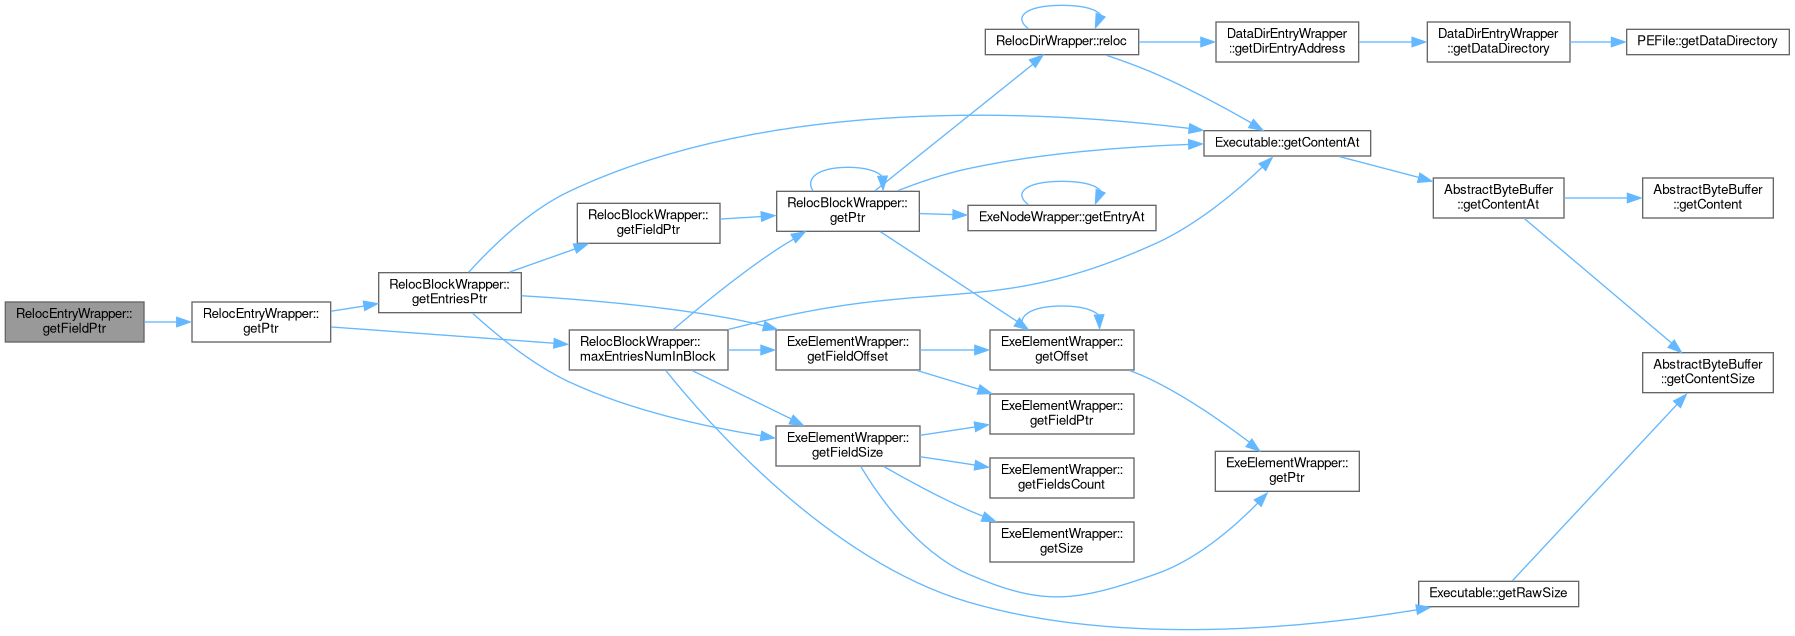 RelocEntryWrapper::
getFieldPtr
RelocEntryWrapper::
getPtr
RelocBlockWrapper::
getEntriesPtr
RelocBlockWrapper::
getFieldPtr
RelocBlockWrapper::
maxEntriesNumInBlock
RelocBlockWrapper::
getPtr
ExeElementWrapper::
getFieldOffset
ExeElementWrapper::
getFieldSize
RelocDirWrapper::reloc
ExeNodeWrapper::getEntryAt
ExeElementWrapper::
getOffset
ExeElementWrapper::
getFieldPtr
ExeElementWrapper::
getFieldsCount
ExeElementWrapper::
getSize
DataDirEntryWrapper
::getDirEntryAddress
Executable::getContentAt
ExeElementWrapper::
getPtr
DataDirEntryWrapper
::getDataDirectory
AbstractByteBuffer
::getContentAt
Executable::getRawSize
PEFile::getDataDirectory
AbstractByteBuffer
::getContent
AbstractByteBuffer
::getContentSize